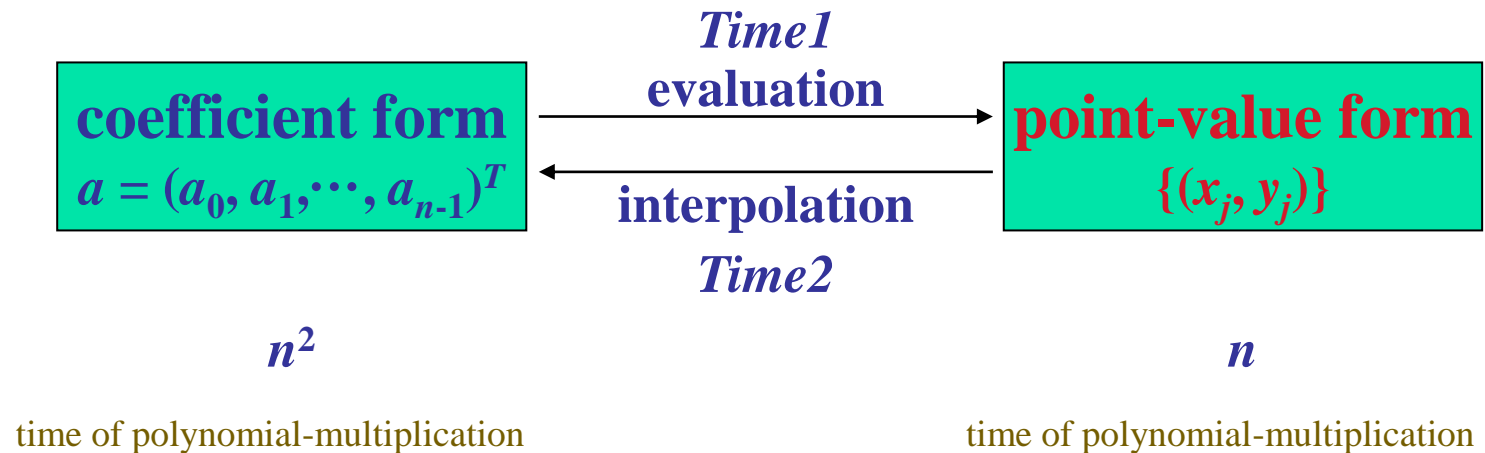 Time1
evaluation
coefficient form
a = (a₀, a₁,⋯, aₙ₋₁)ᵀ
point-value form
{(xⱼ, yⱼ)}
interpolation
Time2
n²
n
time of polynomial-multiplication
time of polynomial-multiplication